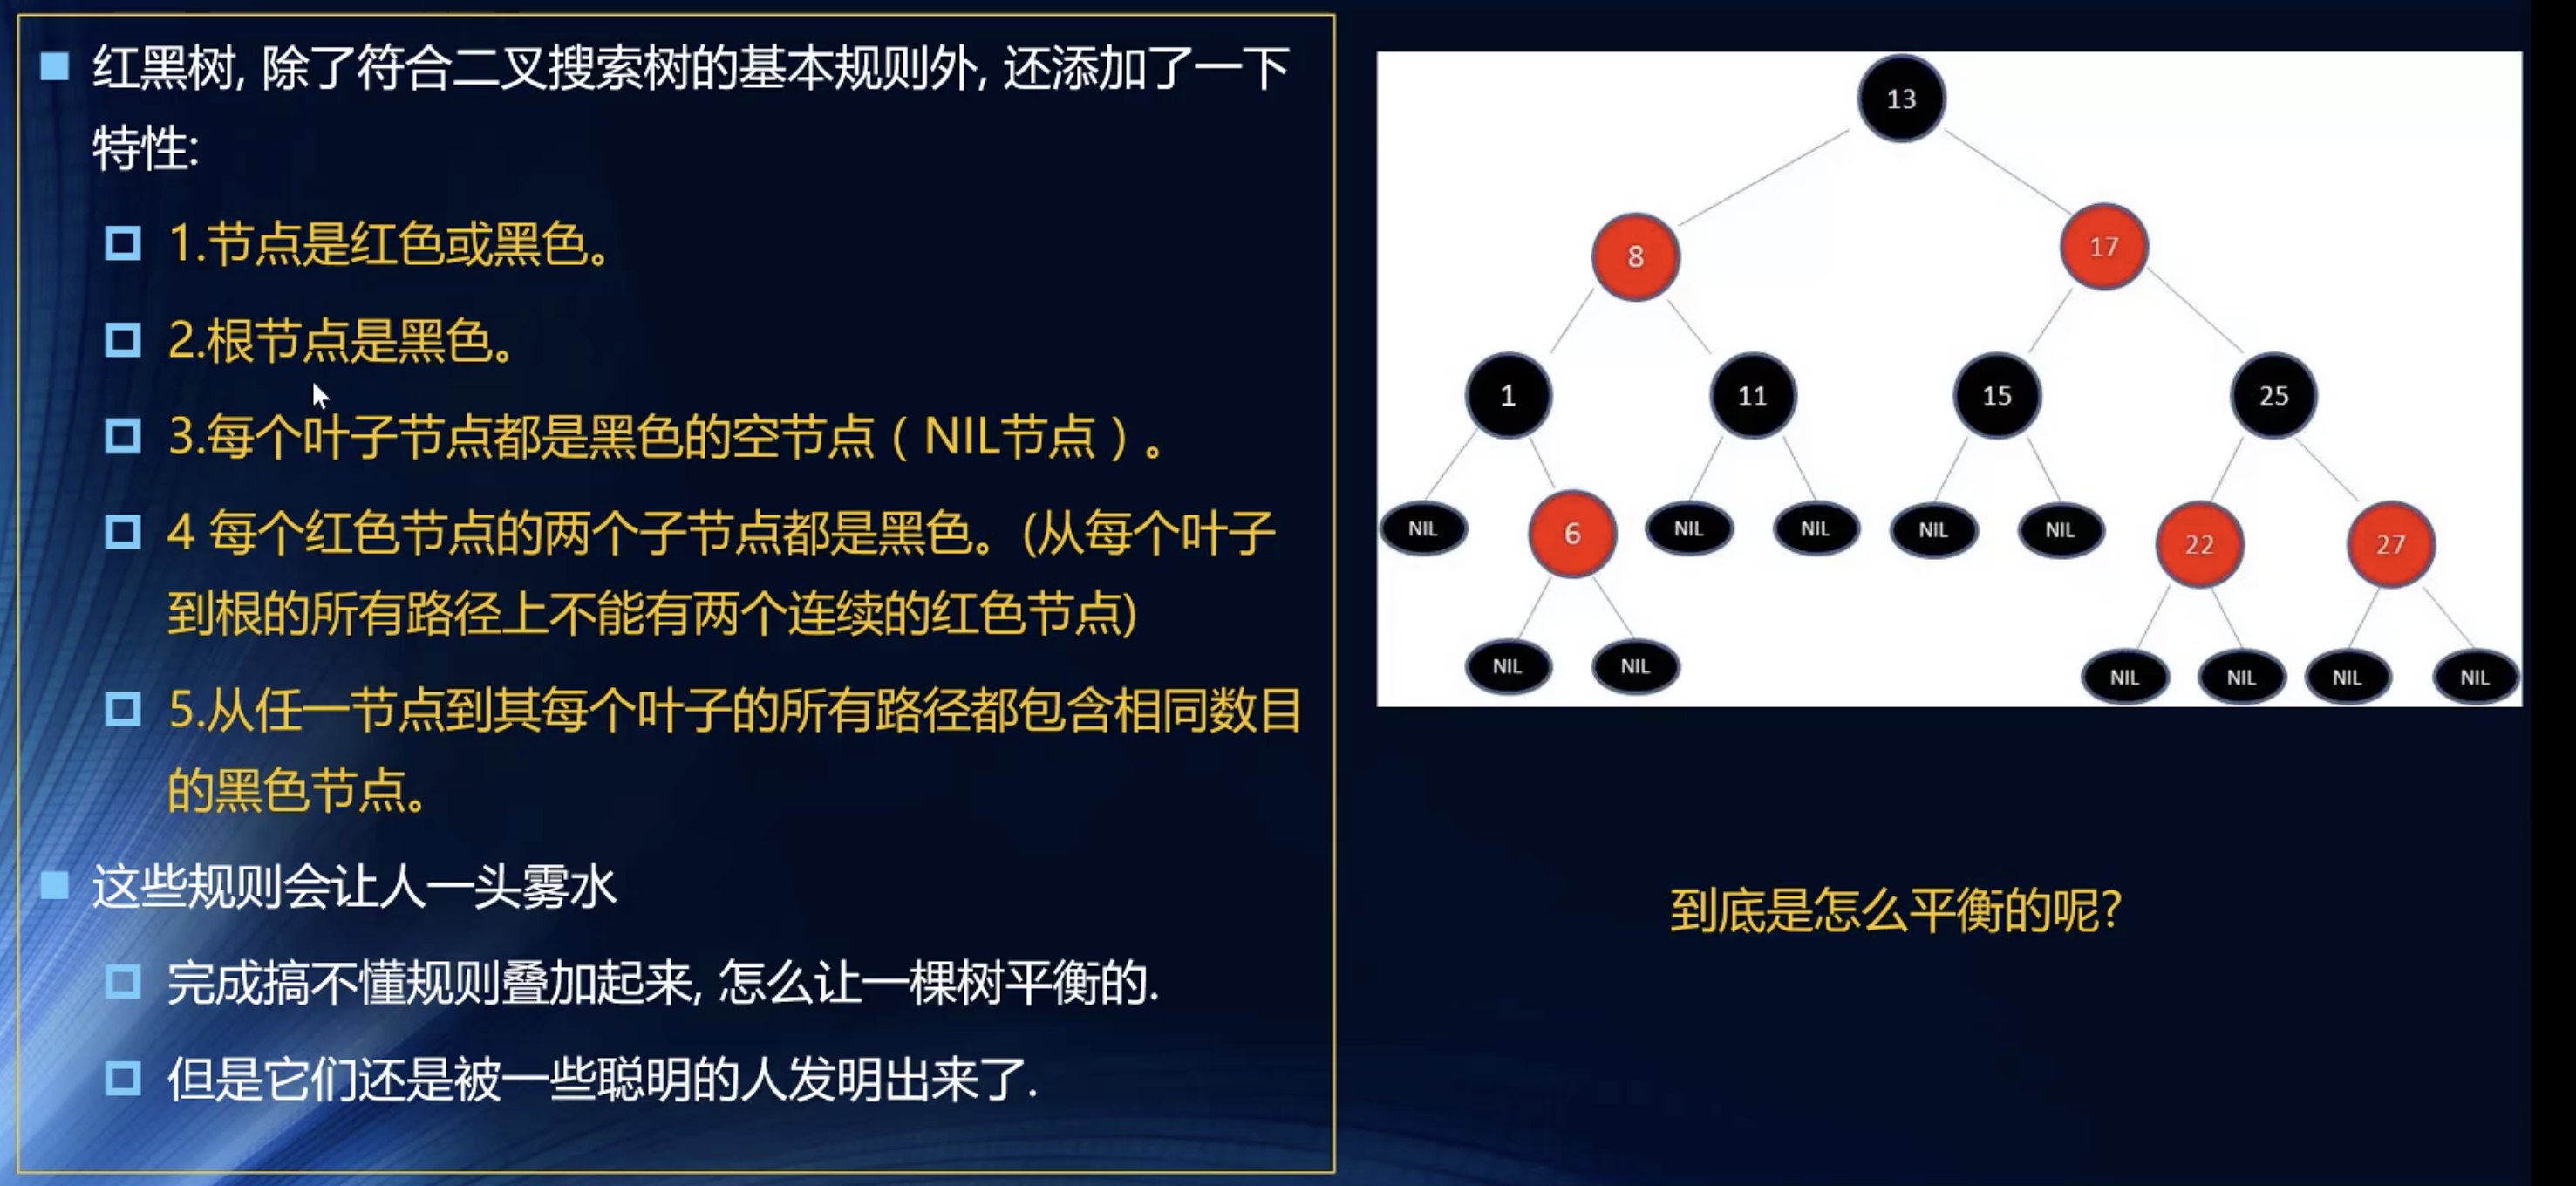 红黑树, 除了符合二叉搜索树的基本规则外, 还添加了一下
特性:
1.节点是红色或黑色。
2.根节点是黑色。
3.每个叶子节点都是黑色的空节点（NIL节点）。
4 每个红色节点的两个子节点都是黑色。(从每个叶子
到根的所有路径上不能有两个连续的红色节点)
5.从任一节点到其每个叶子的所有路径都包含相同数目
的黑色节点。
这些规则会让人一头雾水
完成搞不懂规则叠加起来, 怎么让一棵树平衡的.
但是它们还是被一些聪明的人发明出来了.
13
8 17
1 11 15 25
NIL 6 NIL NIL NIL NIL 22 27
NIL NIL NIL NIL NIL NIL
到底是怎么平衡的呢?